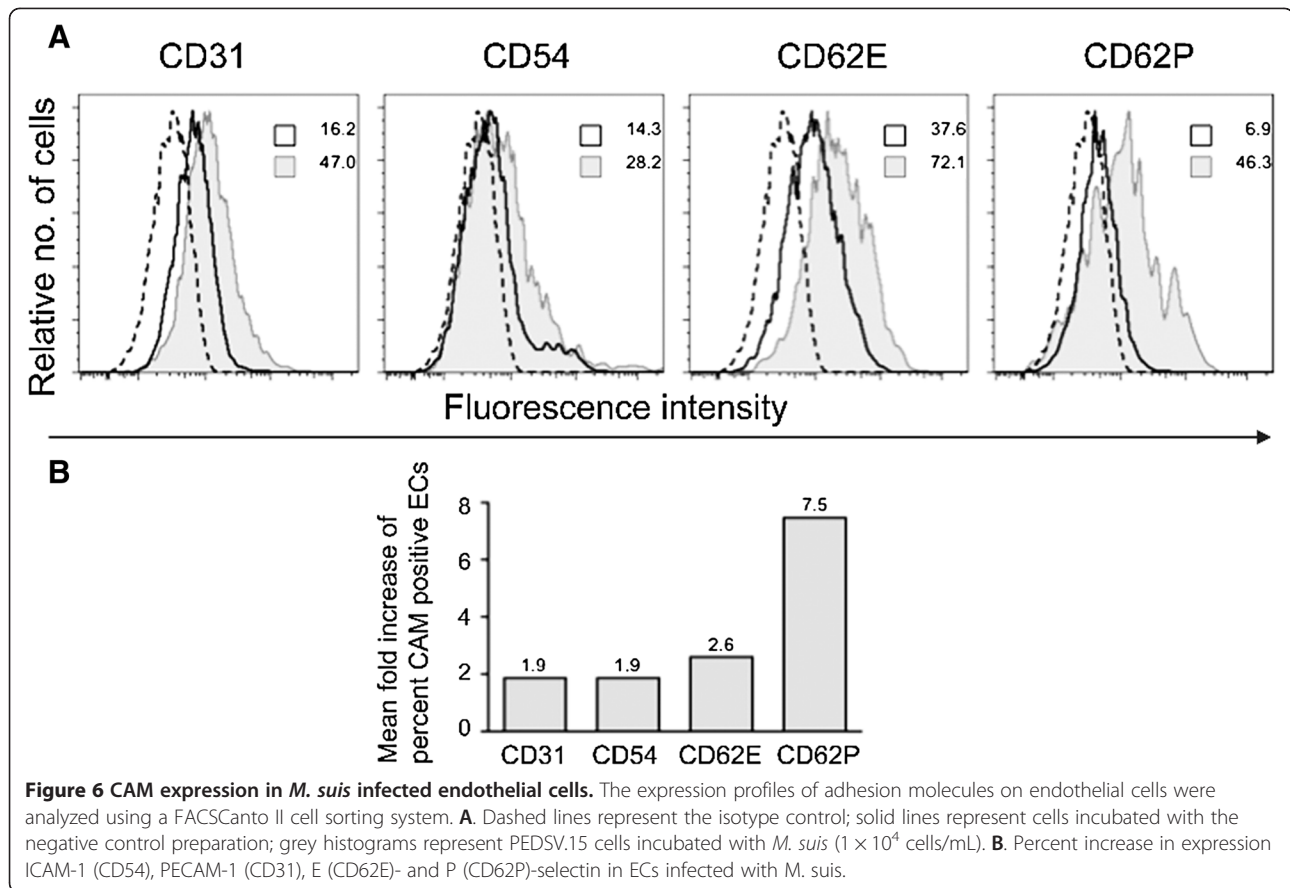 A
CD31 CD54 CD62E CD62P
Relative no. of cells
16.2 14.3 37.6 6.9
47.0 28.2 72.1 46.3
Fluorescence intensity
B
Mean fold increase of
percent CAM positive ECs
8
6
4
2
0
1.9 1.9 2.6 7.5
CD31 CD54 CD62E CD62P
Figure 6 CAM expression in M. suis infected endothelial cells. The expression profiles of adhesion molecules on endothelial cells were
analyzed using a FACSCanto II cell sorting system. A. Dashed lines represent the isotype control; solid lines represent cells incubated with the
negative control preparation; grey histograms represent PEDSV.15 cells incubated with M. suis (1 × 10⁴ cells/mL). B. Percent increase in expression
ICAM-1 (CD54), PECAM-1 (CD31), E (CD62E)- and P (CD62P)-selectin in ECs infected with M. suis.